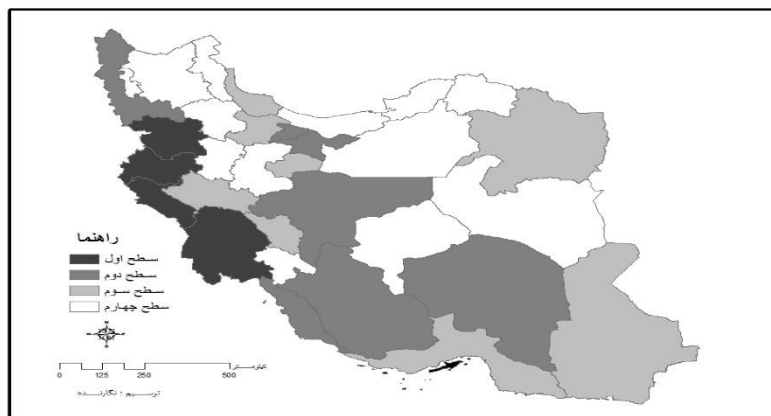 راهنما
سطح اول
سطح دوم
سطح سوم
سطح چهارم
کیلومتر
0 125 250 500
ترسیم : نگارنده